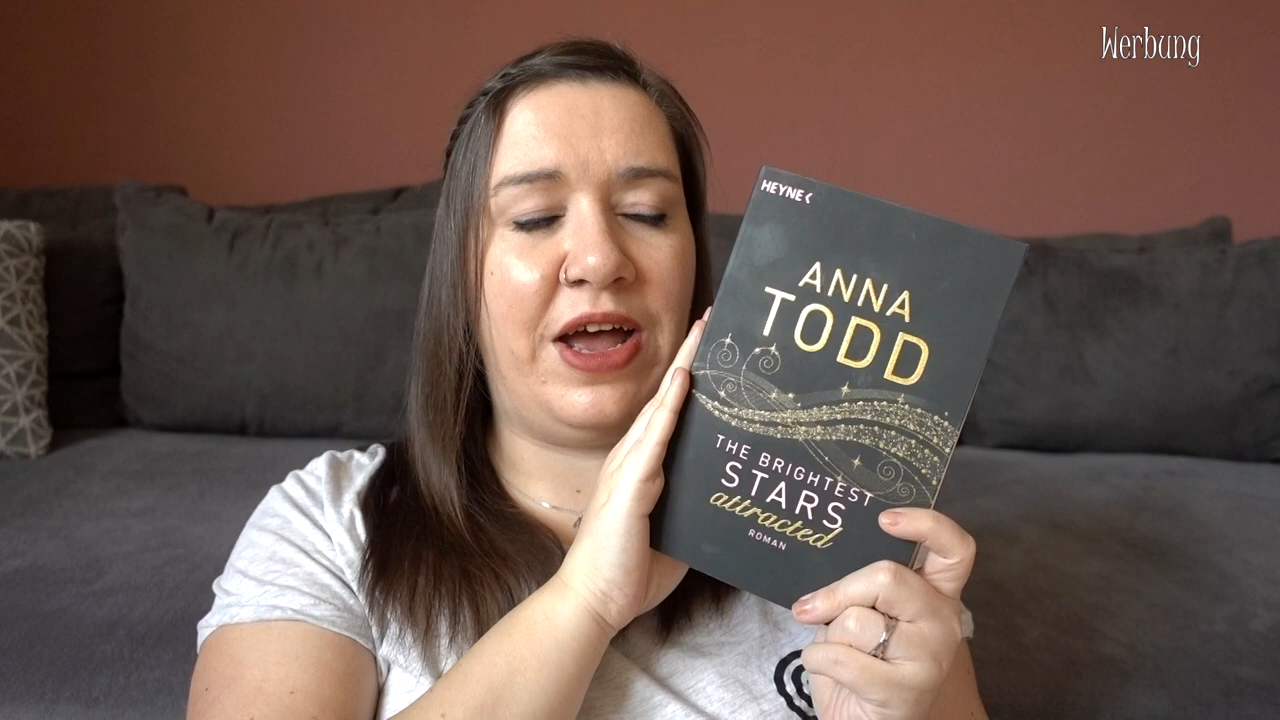 Werbung
HEYNE
ANNA
TODD
THE BRIGHTEST
STARS
attracted
ROMAN